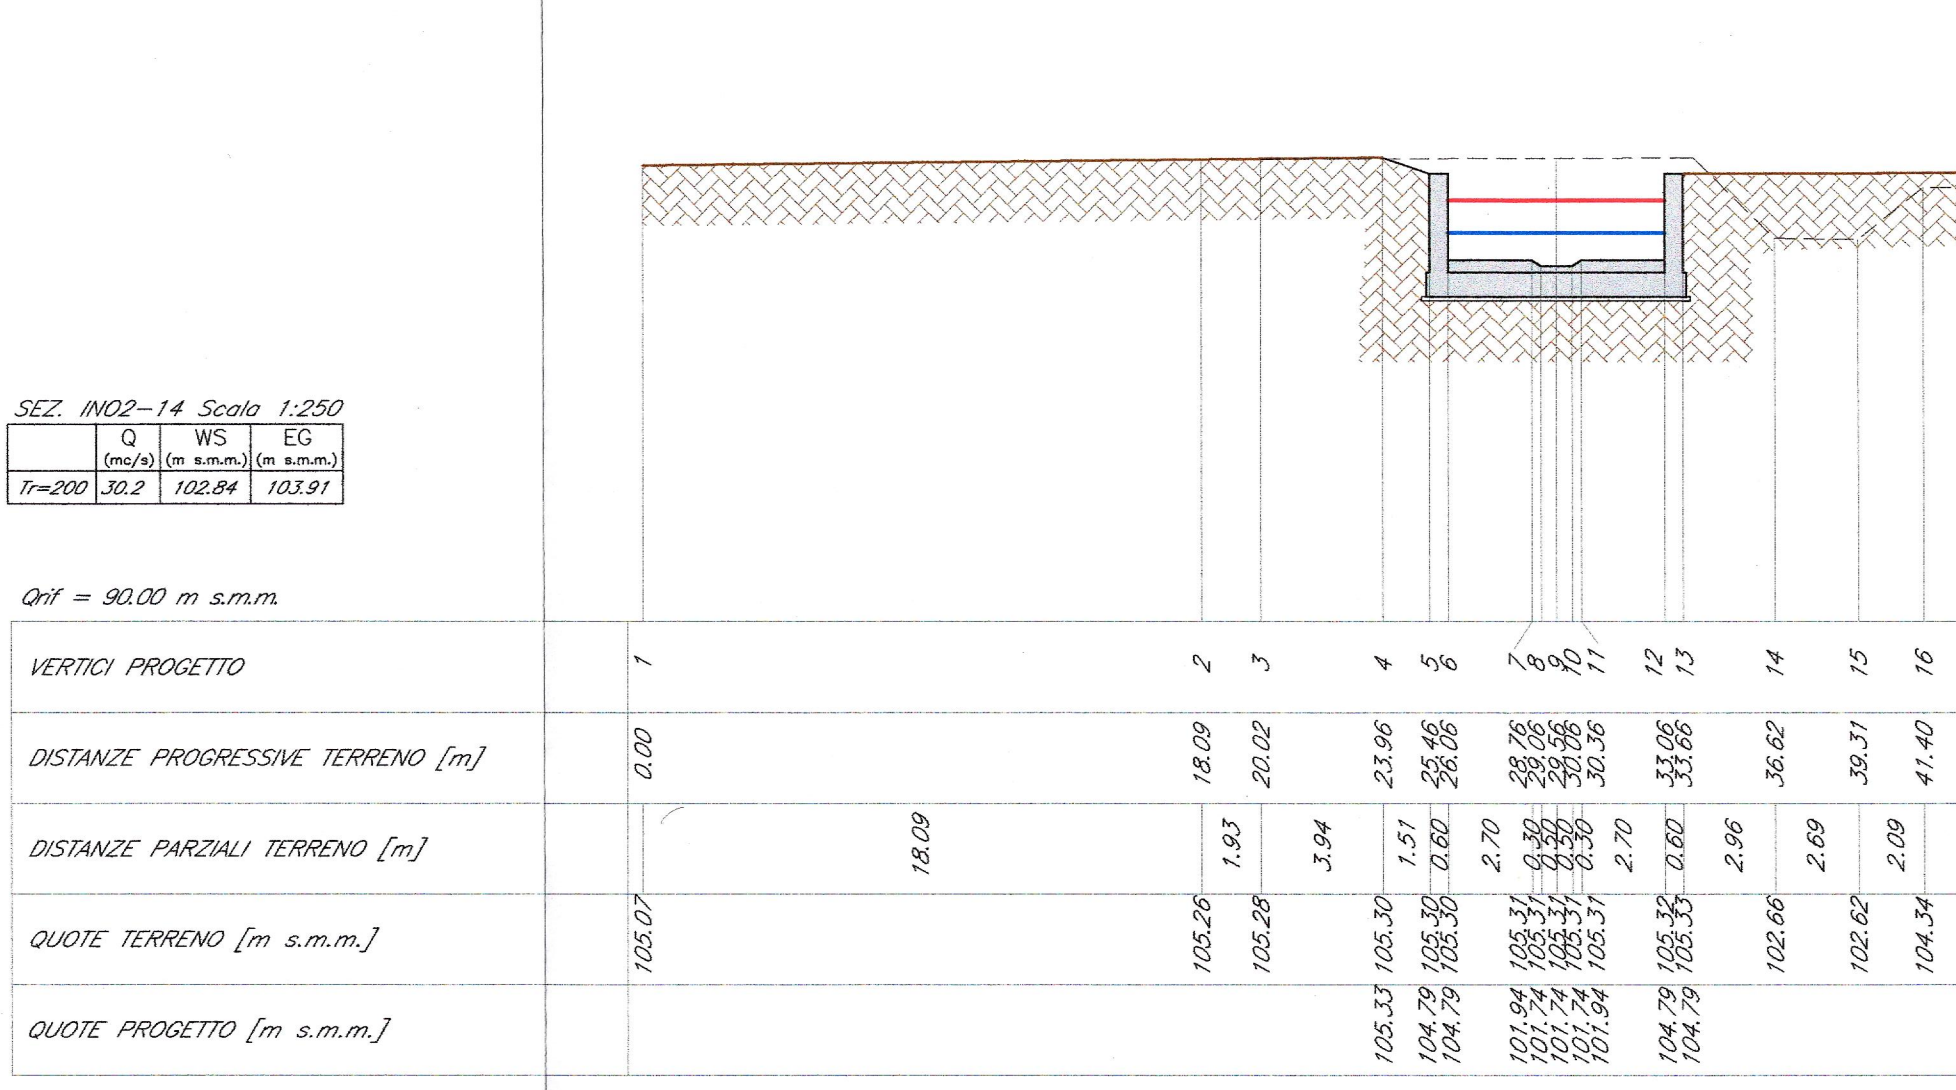 SEZ. IN02-14 Scala 1:250
Q WS EG
(mc/s) (m s.m.m.) (m s.m.m.)
Tr=200 30.2 102.84 103.91
Qrif = 90.00 m s.m.m.
VERTICI PROGETTO 1 2 3 4 5 6 7 8 9 10 11 12 13 14 15 16
DISTANZE PROGRESSIVE TERRENO [m] 0.00 18.09 20.02 23.96 25.46 26.06 28.76 29.06 29.56 30.06 30.36 33.06 33.66 36.62 39.31 41.40
DISTANZE PARZIALI TERRENO [m] 18.09 1.93 3.94 1.51 0.60 2.70 0.30 0.50 0.50 0.30 2.70 0.60 2.96 2.69 2.09
QUOTE TERRENO [m s.m.m.] 105.07 105.26 105.28 105.30 105.30 105.30 105.31 105.31 105.31 105.31 105.31 105.32 105.33 102.66 102.62 104.34
QUOTE PROGETTO [m s.m.m.] 105.33 104.79 104.79 101.94 101.74 101.74 101.74 101.94 104.79 104.79